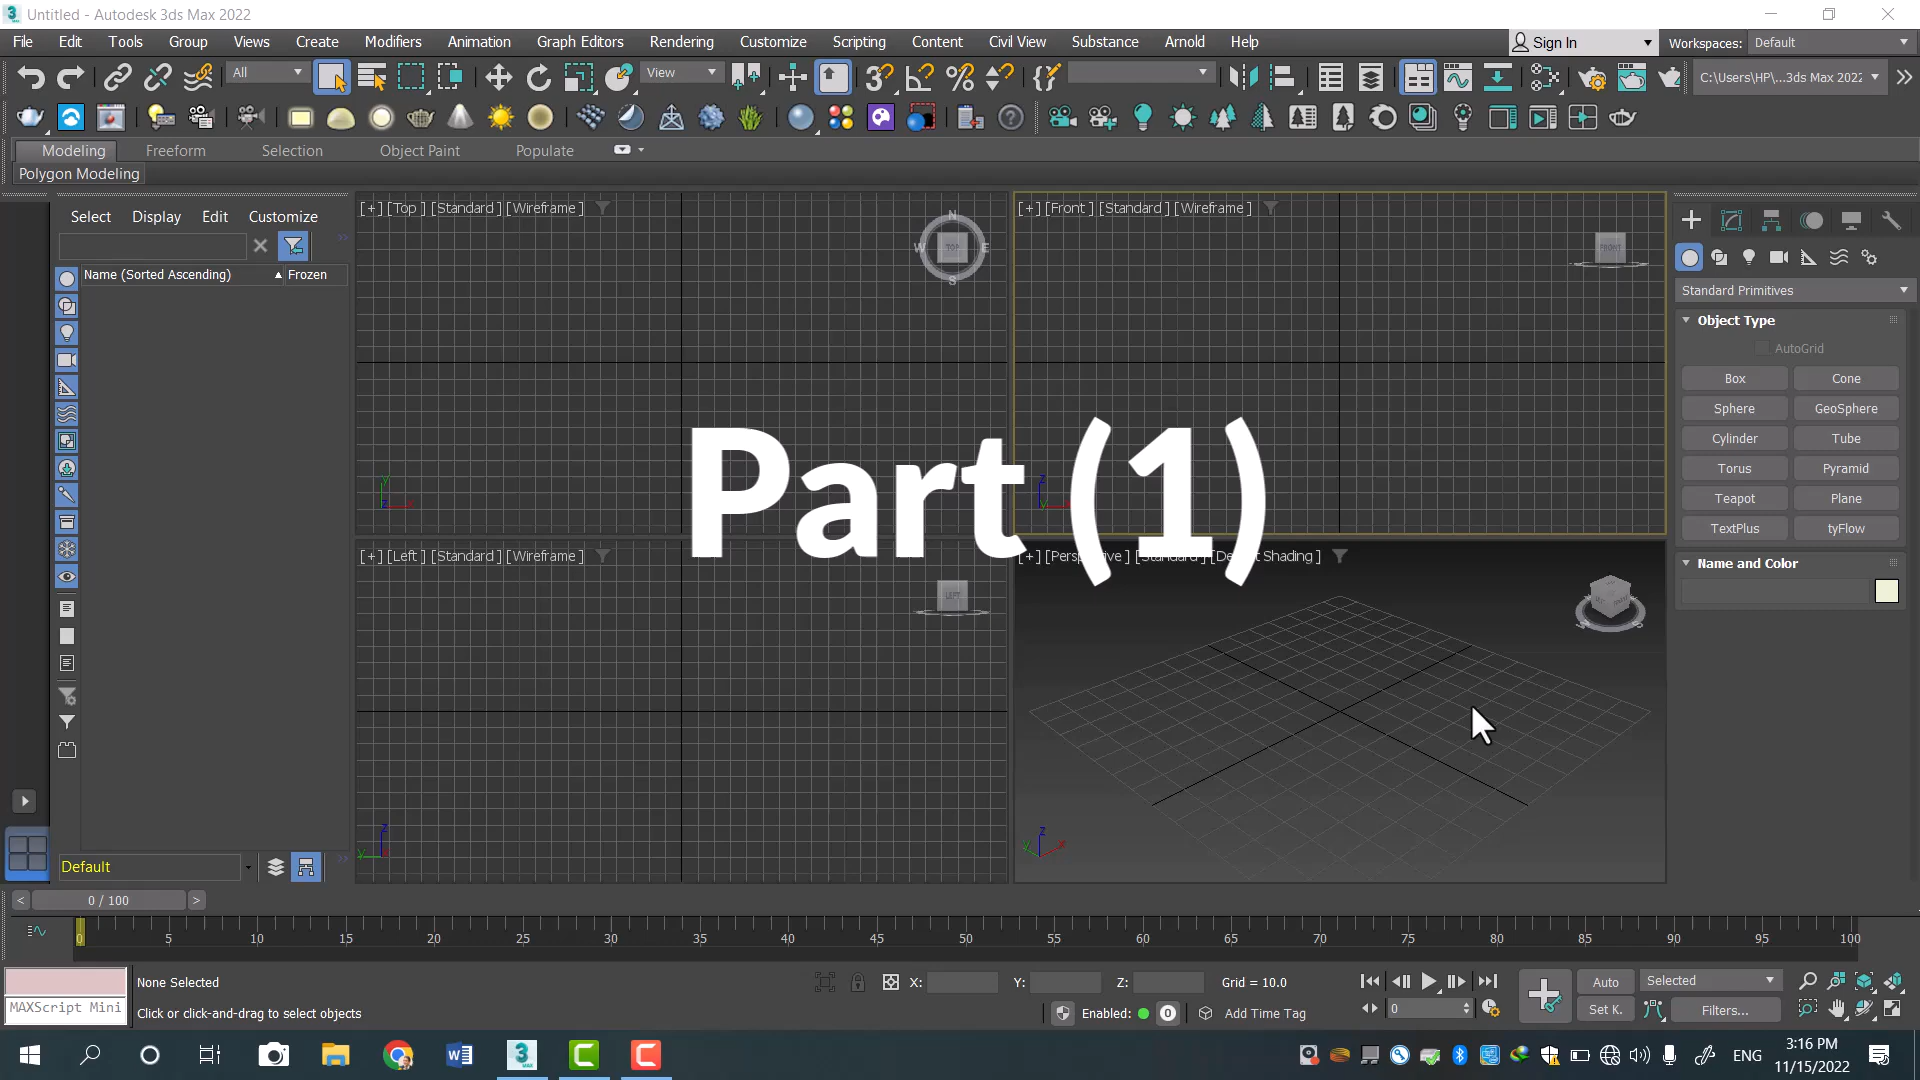 Untitled - Autodesk 3ds Max 2022
File Edit Tools Group Views Create Modifiers Animation Graph Editors Rendering Customize Scripting Content Civil View Substance Arnold Help
Sign In
Workspaces: Default
All
View
C:\Users\HP\...3ds Max 2022
Modeling Freeform Selection Object Paint Populate
Polygon Modeling
Select Display Edit Customize
Name (Sorted Ascending) Frozen
[+] [Top ] [Standard ] [Wireframe ]
N
W TOP E
S
[+] [Front ] [Standard ] [Wireframe ]
FRONT
Standard Primitives
Object Type
AutoGrid
Box Cone
Sphere GeoSphere
Cylinder Tube
Torus Pyramid
Teapot Plane
TextPlus tyFlow
Name and Color
Part (1)
[+] [Left ] [Standard ] [Wireframe ]
LEFT
Default
0 / 100
0 5 10 15 20 25 30 35 40 45 50 55 60 65 70 75 80 85 90 95 100
None Selected
X: Y: Z: Grid = 10.0
Auto Selected
MAXScript Mini
Click or click-and-drag to select objects
Enabled: 0 Add Time Tag
0
Set K. Filters...
ENG
3:16 PM
11/15/2022